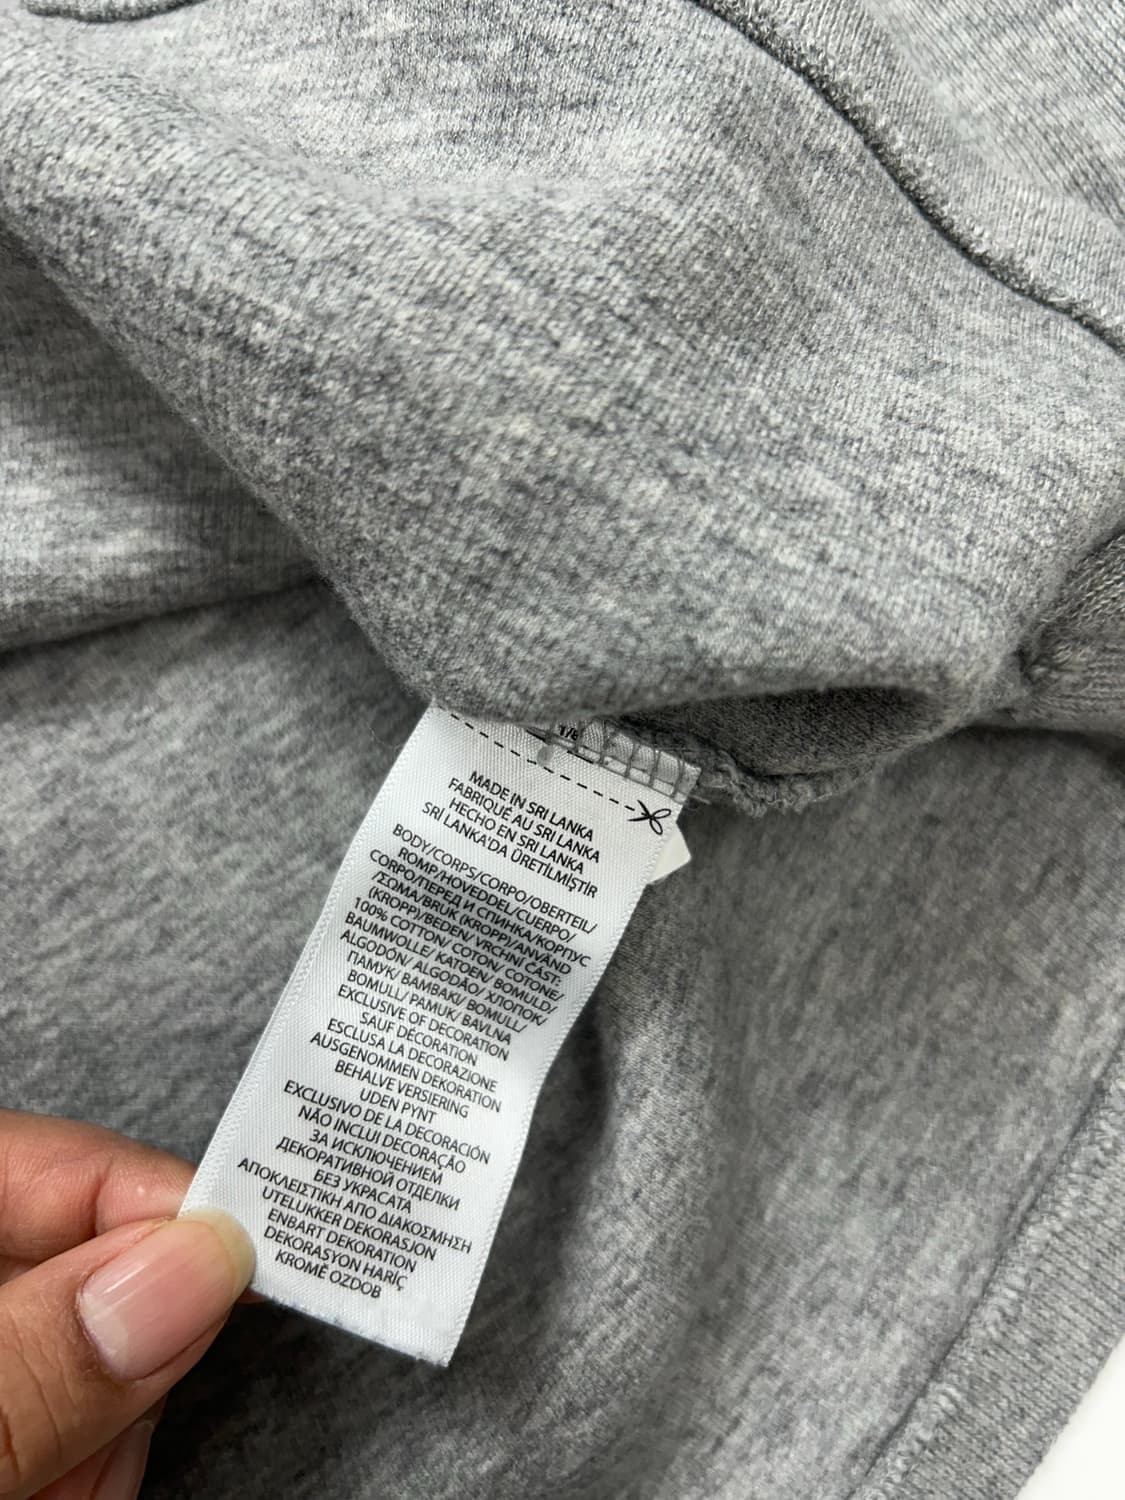 1/6
MADE IN SRI LANKA
FABRIQUÉ AU SRI LANKA
HECHO EN SRI LANKA
SRI LANKA'DA ÜRETİLMİŞTİR
BODY/CORPS/CORPO/OBERTEIL/
ROMP/HOVEDDEL/CUERPO/
CORPO/ПЕРЕД И СПИНКА/КОРПУС
/ΣΩΜΑ/BRUK (KROPP)/ANVÄND
(KROPP)/BEDEN/ VRCHNÍ ČÁST:
100% COTTON/ COTON/ COTONE/
BAUMWOLLE/ KATOEN/ BOMULD/
ALGODÓN/ ALGODÃO/ ХЛОПОК/
ПАМУК/ ΒΑΜΒΑΚΙ/ BOMULL/
BOMULL/ PAMUK/ BAVLNA
EXCLUSIVE OF DECORATION
SAUF DÉCORATION
ESCLUSA LA DECORAZIONE
AUSGENOMMEN DEKORATION
BEHALVE VERSIERING
UDEN PYNT
EXCLUSIVO DE LA DECORACIÓN
NÃO INCLUI DECORAÇÃO
ЗА ИСКЛЮЧЕНИЕМ
ДЕКОРАТИВНОЙ ОТДЕЛКИ
БЕЗ УКРАСАТА
ΑΠΟΚΛΕΙΣΤΙΚΗ ΑΠΟ ΔΙΑΚΟΣΜΗΣΗ
UTELUKKER DEKORASJON
ENBART DEKORATION
DEKORASYON HARİÇ
KROMĚ OZDOB